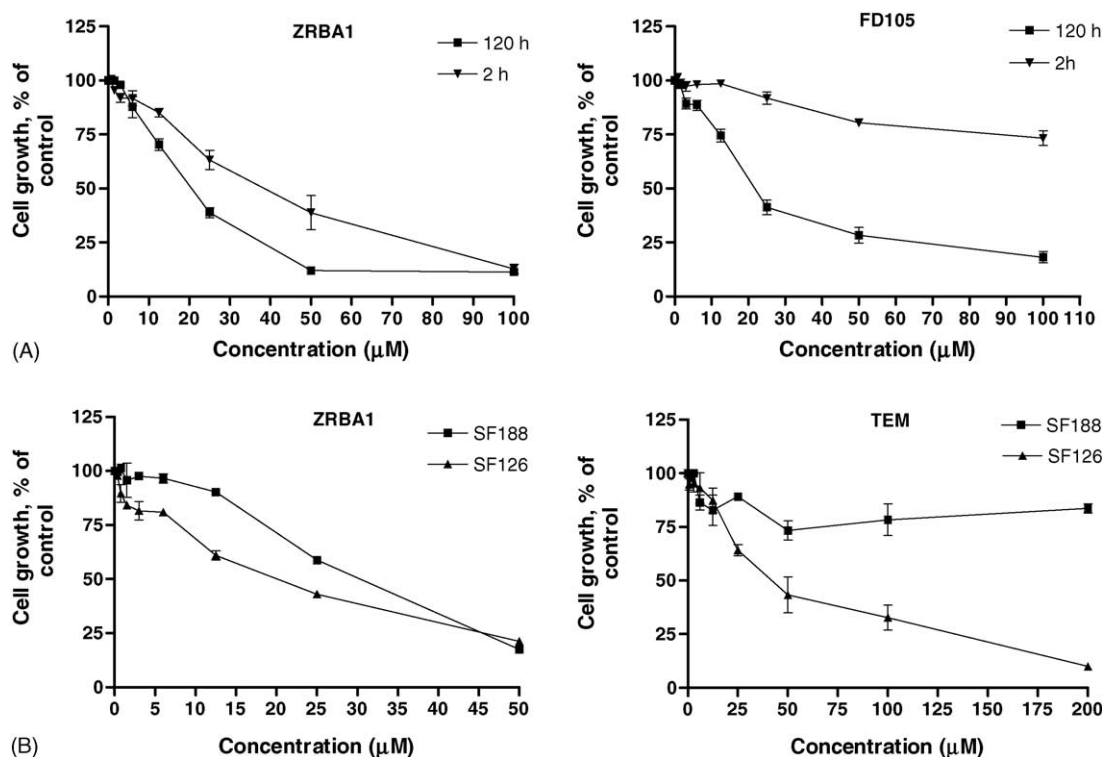 ZRBA1
120 h
2 h
Cell growth, % of
control
125
100
75
50
25
0
0 10 20 30 40 50 60 70 80 90 100
Concentration (μM)
(A)
FD105
120 h
2h
Cell growth, % of
control
125
100
75
50
25
0
0 10 20 30 40 50 60 70 80 90 100 110
Concentration (μM)
ZRBA1
SF188
SF126
Cell growth, % of
control
125
100
75
50
25
0
0 5 10 15 20 25 30 35 40 45 50
Concentration (μM)
(B)
TEM
SF188
SF126
Cell growth, % of
control
125
100
75
50
25
0
0 25 50 75 100 125 150 175 200
Concentration (μM)